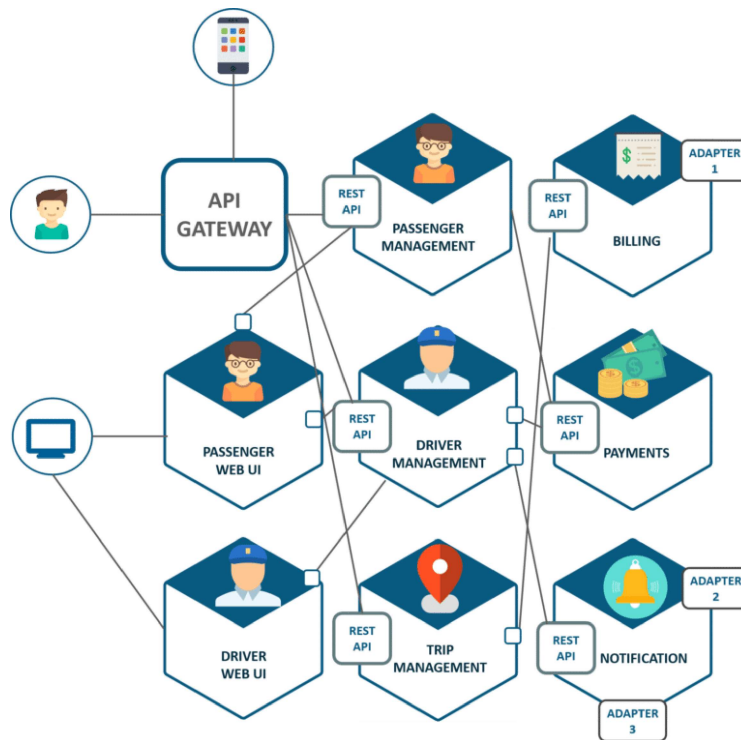 API
GATEWAY
REST
API
PASSENGER
MANAGEMENT
REST
API
BILLING
ADAPTER
1
PASSENGER
WEB UI
REST
API
DRIVER
MANAGEMENT
REST
API
PAYMENTS
DRIVER
WEB UI
REST
API
TRIP
MANAGEMENT
REST
API
NOTIFICATION
ADAPTER
2
ADAPTER
3